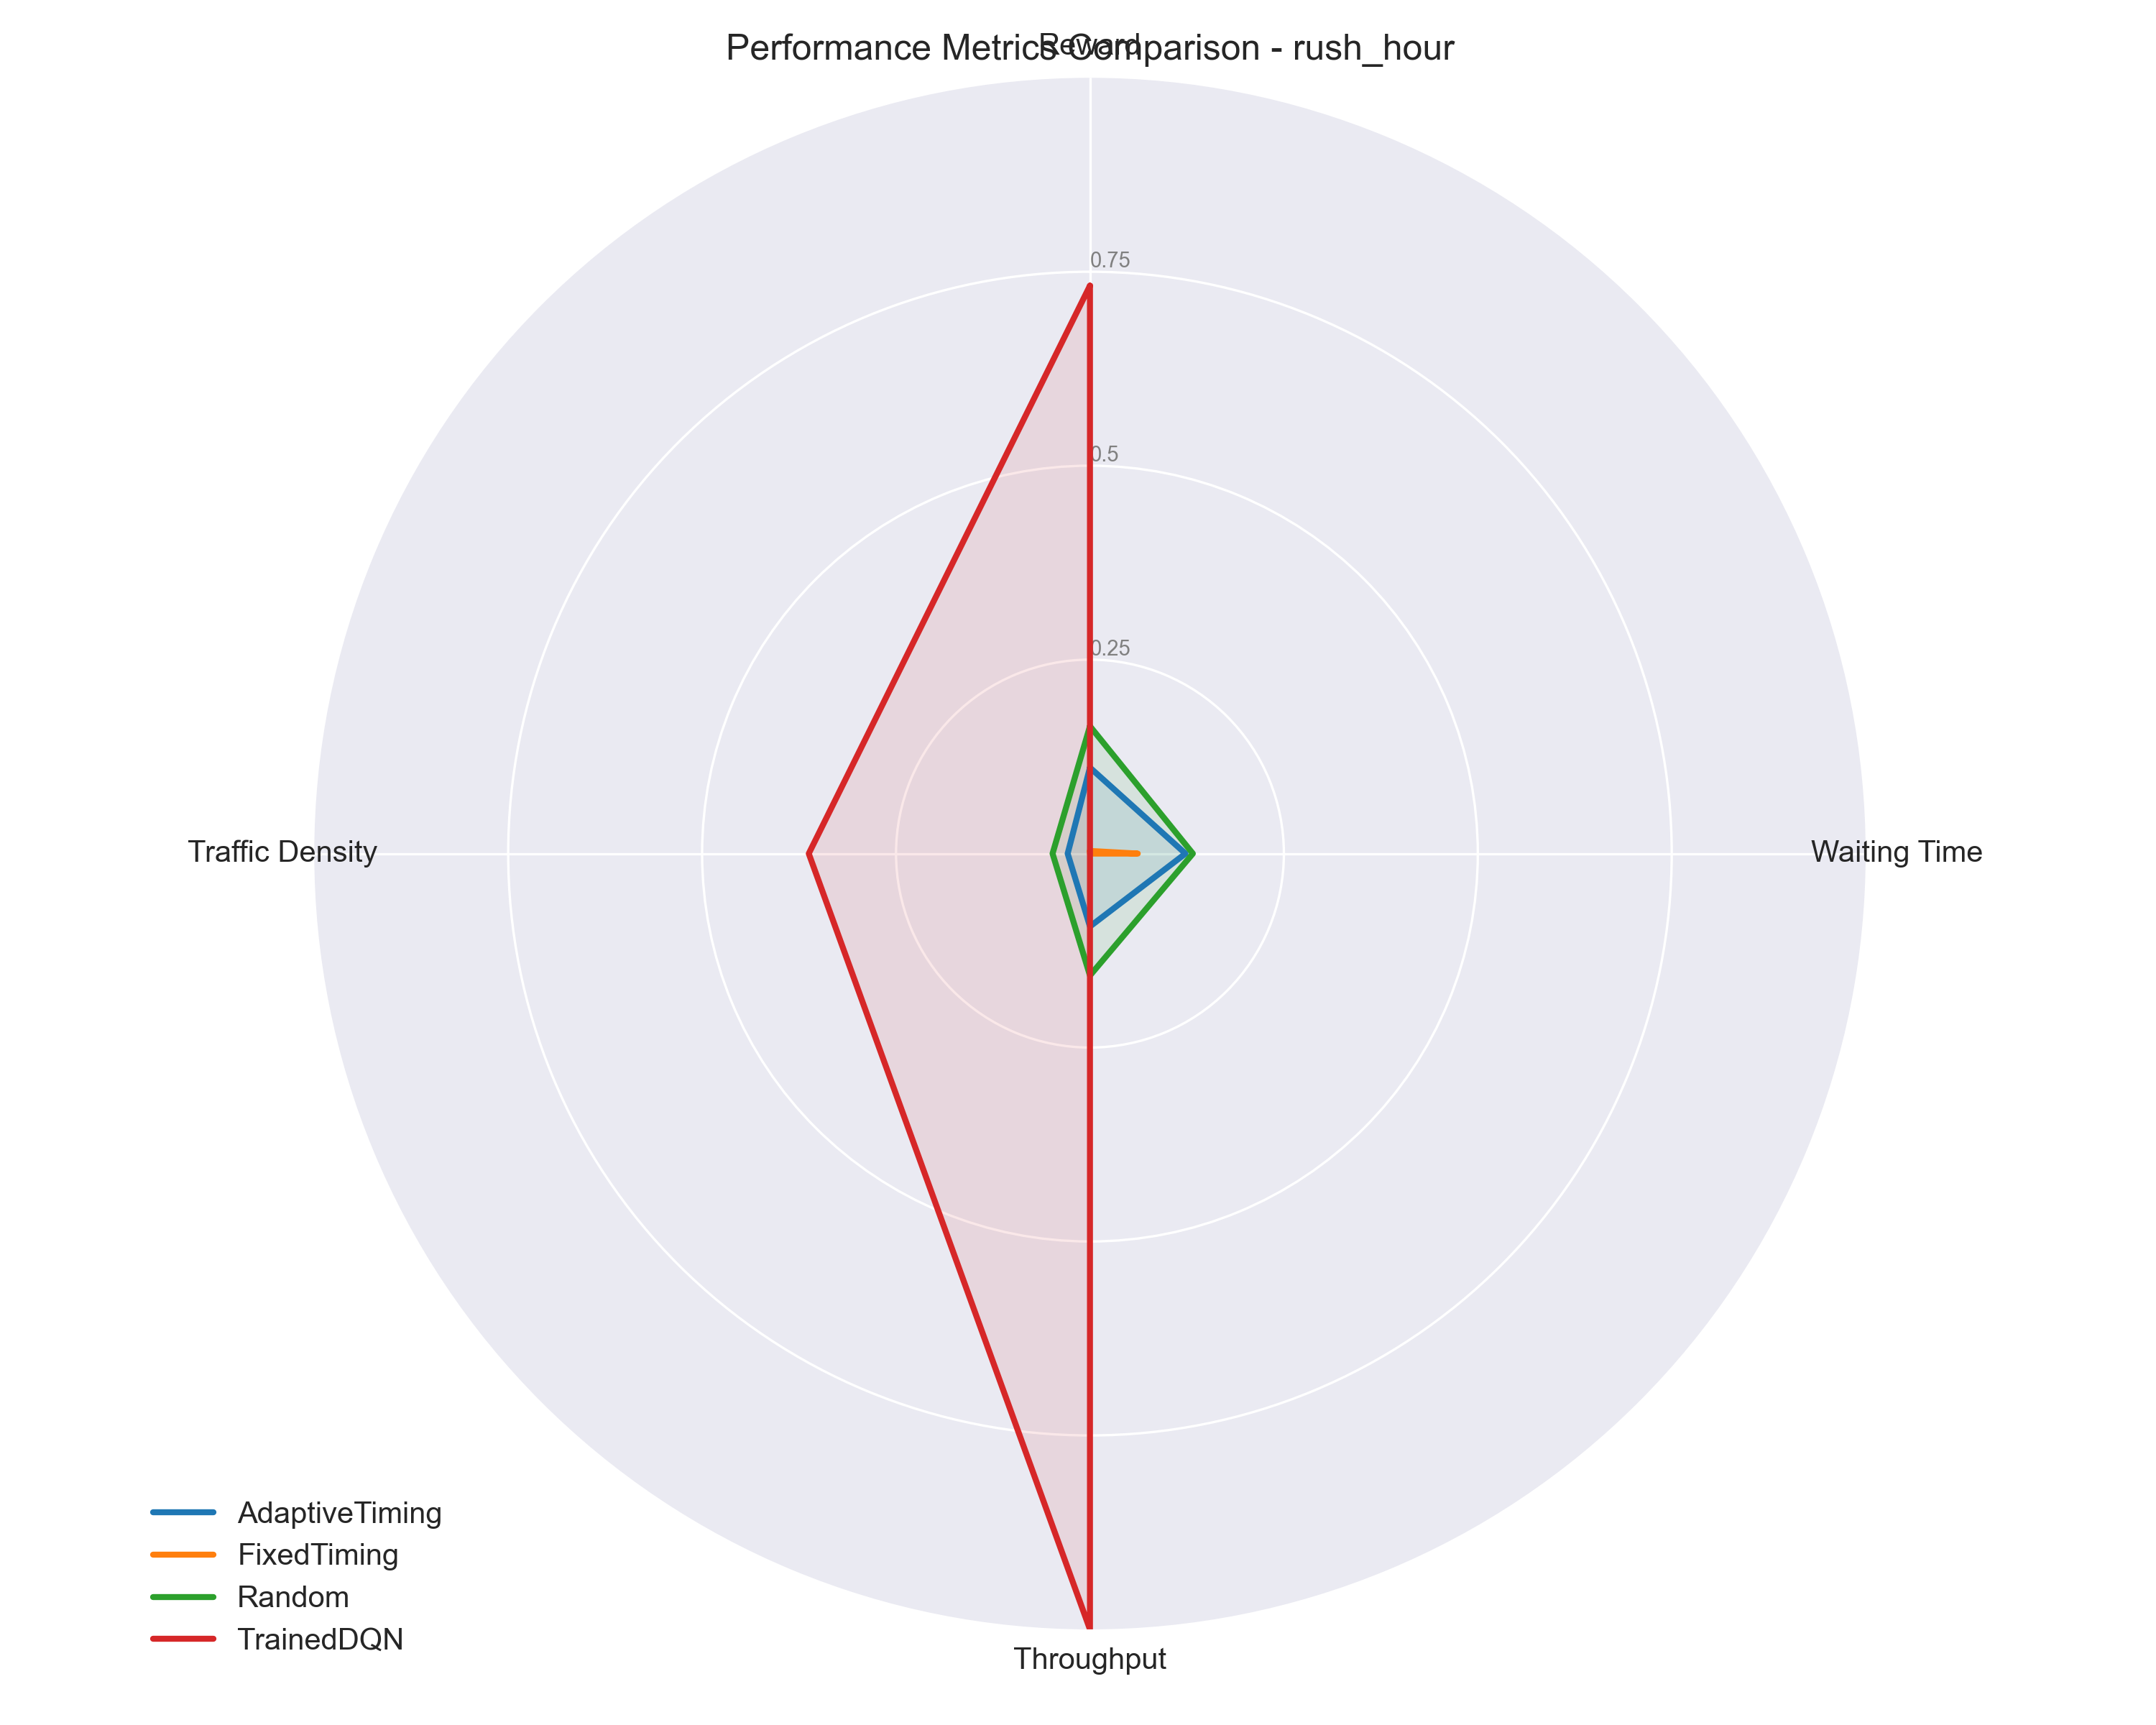 Performance Metrics Comparison - rush_hour
Reward
0.75
0.5
0.25
Traffic Density
Waiting Time
AdaptiveTiming
FixedTiming
Random
TrainedDQN
Throughput